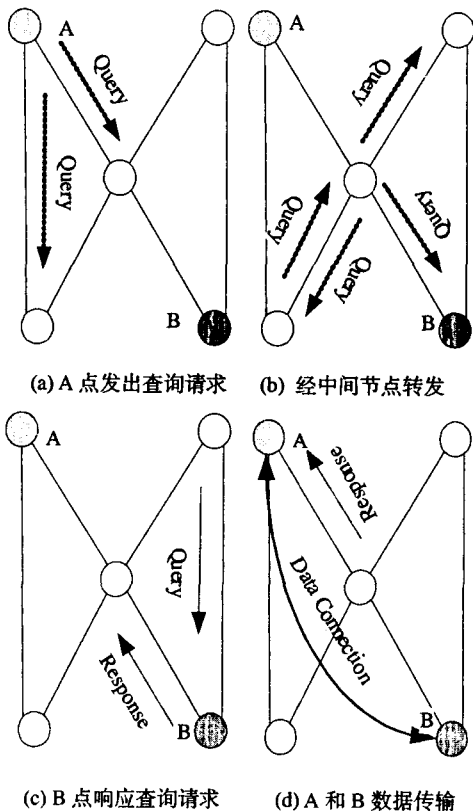 A
Query
Query
B
(a) A 点发出查询请求
A
Query
Query
Query
Query
B
(b) 经中间节点转发
A
Query
Response
B
(c) B 点响应查询请求
A
Response
Data Connection
B
(d) A 和 B 数据传输